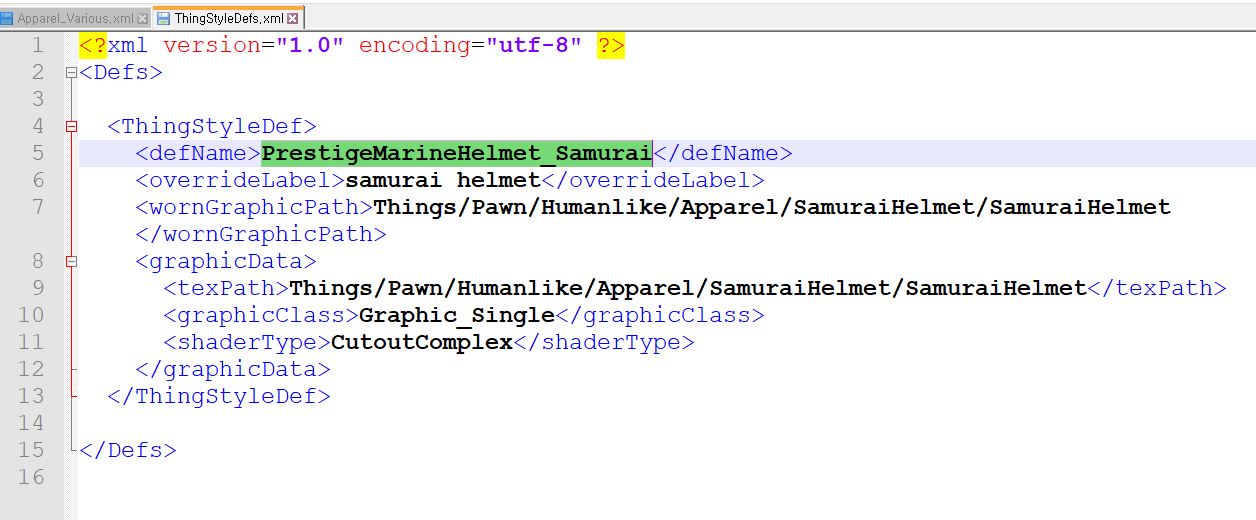 Apparel_Various.xml ThingStyleDefs.xml
1 <?xml version="1.0" encoding="utf-8" ?>
2 <Defs>
3
4 <ThingStyleDef>
5 <defName>PrestigeMarineHelmet_Samurai</defName>
6 <overrideLabel>samurai helmet</overrideLabel>
7 <wornGraphicPath>Things/Pawn/Humanlike/Apparel/SamuraiHelmet/SamuraiHelmet
</wornGraphicPath>
8 <graphicData>
9 <texPath>Things/Pawn/Humanlike/Apparel/SamuraiHelmet/SamuraiHelmet</texPath>
10 <graphicClass>Graphic_Single</graphicClass>
11 <shaderType>CutoutComplex</shaderType>
12 </graphicData>
13 </ThingStyleDef>
14
15 </Defs>
16